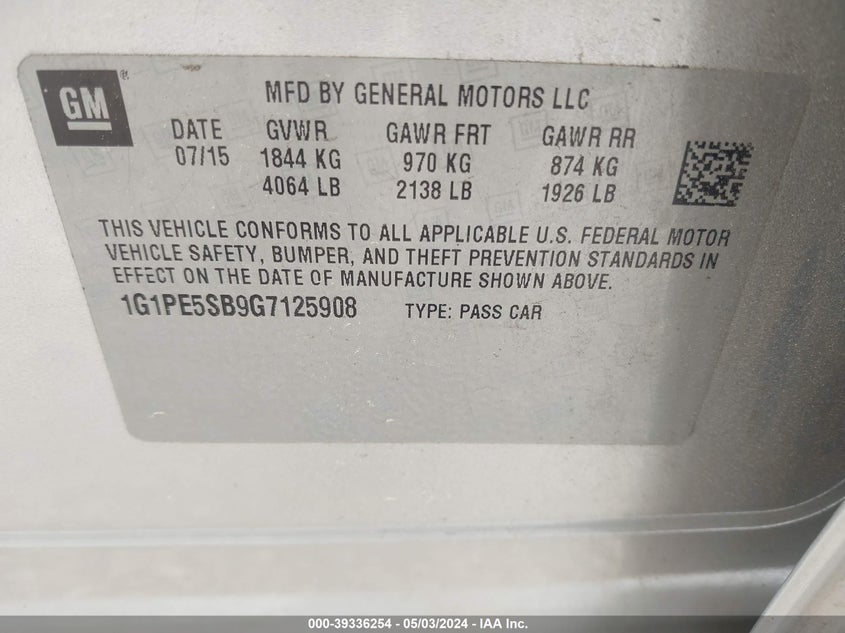 GM
MFD BY GENERAL MOTORS LLC
DATE GVWR GAWR FRT GAWR RR
07/15 1844 KG 970 KG 874 KG
4064 LB 2138 LB 1926 LB
THIS VEHICLE CONFORMS TO ALL APPLICABLE U.S. FEDERAL MOTOR
VEHICLE SAFETY, BUMPER, AND THEFT PREVENTION STANDARDS IN
EFFECT ON THE DATE OF MANUFACTURE SHOWN ABOVE.
1G1PE5SB9G7125908 TYPE: PASS CAR
000-39336254 - 05/03/2024 - IAA Inc.